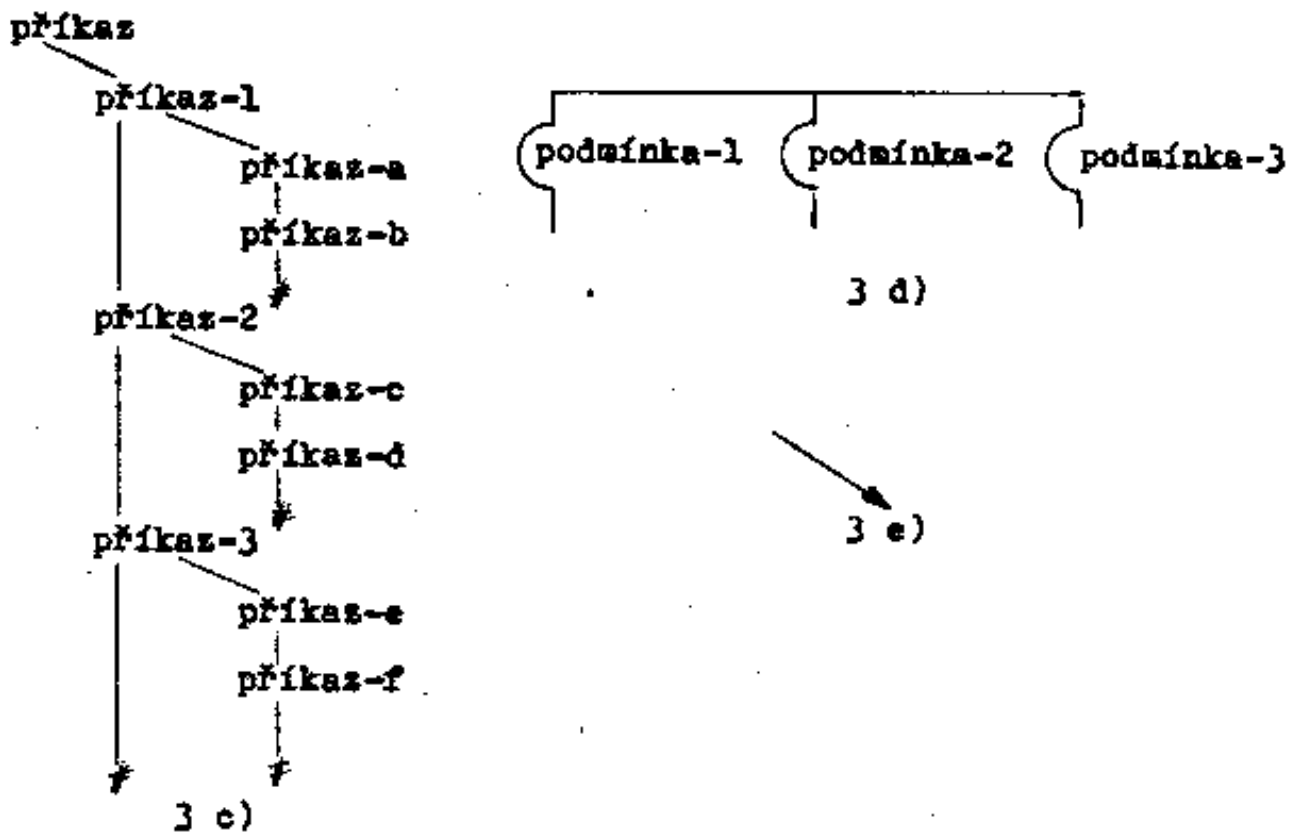 příkaz
příkaz-1
příkaz-a
příkaz-b
příkaz-2
příkaz-c
příkaz-d
příkaz-3
příkaz-e
příkaz-f
3 c)
podmínka-1 podmínka-2 podmínka-3
3 d)
3 e)